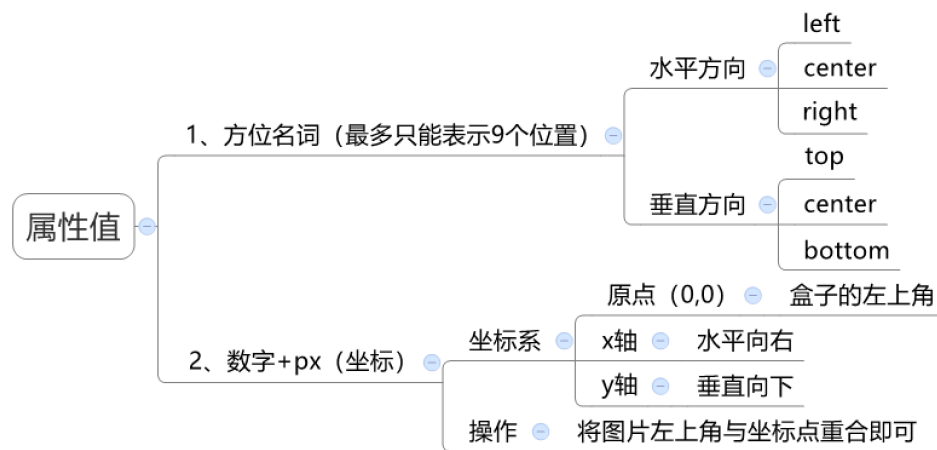 属性值
1、方位名词（最多只能表示9个位置）
水平方向
left
center
right
垂直方向
top
center
bottom
2、数字+px（坐标）
坐标系
原点（0,0） 盒子的左上角
x轴 水平向右
y轴 垂直向下
操作 将图片左上角与坐标点重合即可